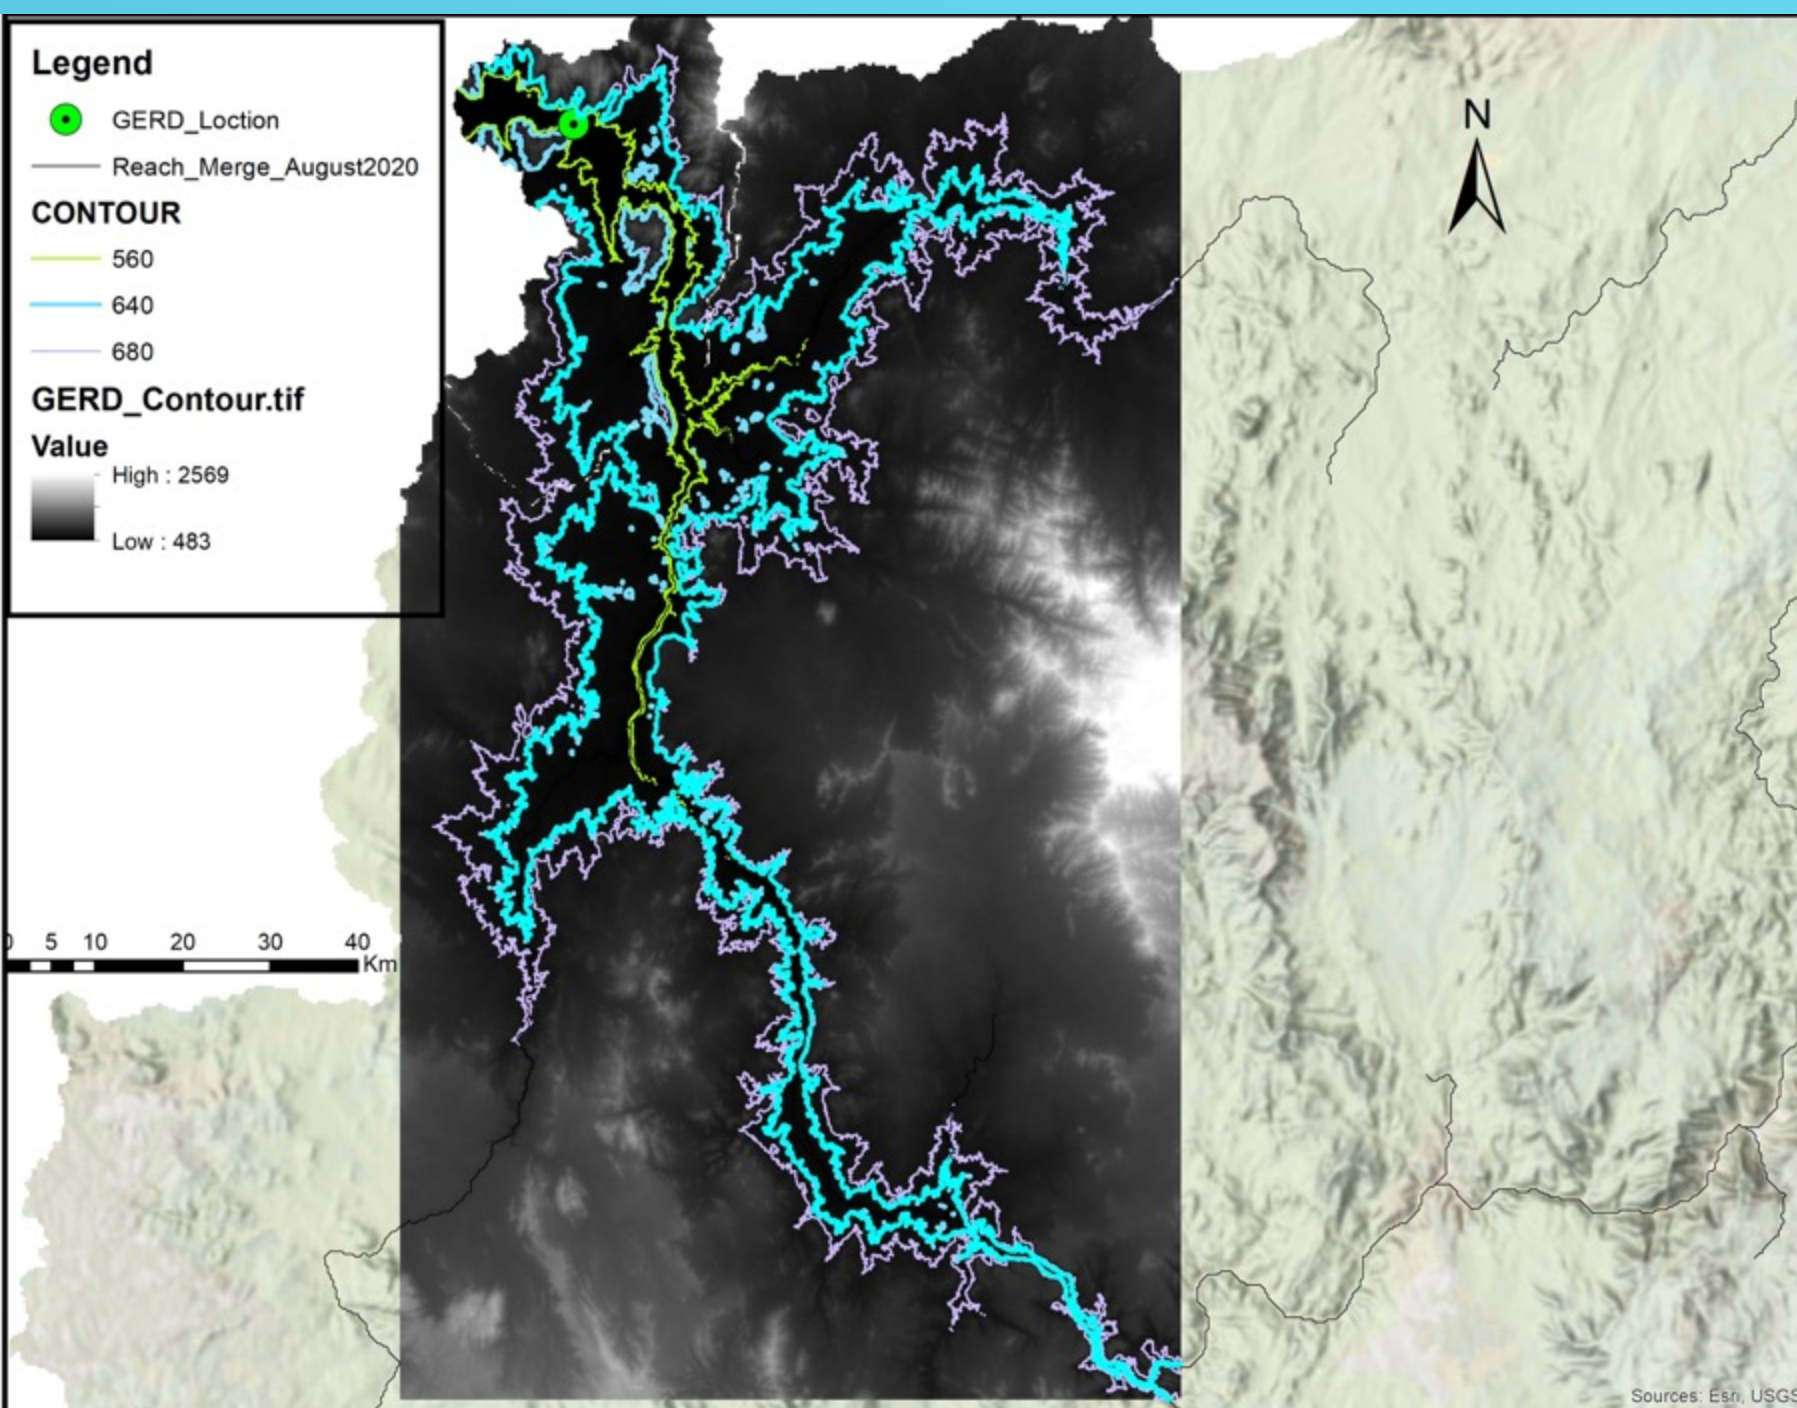 Legend
GERD_Loction
Reach_Merge_August2020
CONTOUR
560
640
680
GERD_Contour.tif
Value
High : 2569
Low : 483
N
0 5 10 20 30 40
Km
Sources: Esri, USGS